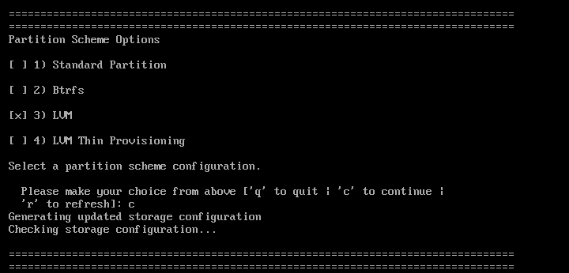 ================================================================================
================================================================================
Partition Scheme Options
[ ] 1) Standard Partition
[ ] 2) Btrfs
[x] 3) LVM
[ ] 4) LVM Thin Provisioning
Select a partition scheme configuration.
Please make your choice from above ['q' to quit | 'c' to continue |
'r' to refresh]: c
Generating updated storage configuration
Checking storage configuration...
================================================================================
================================================================================